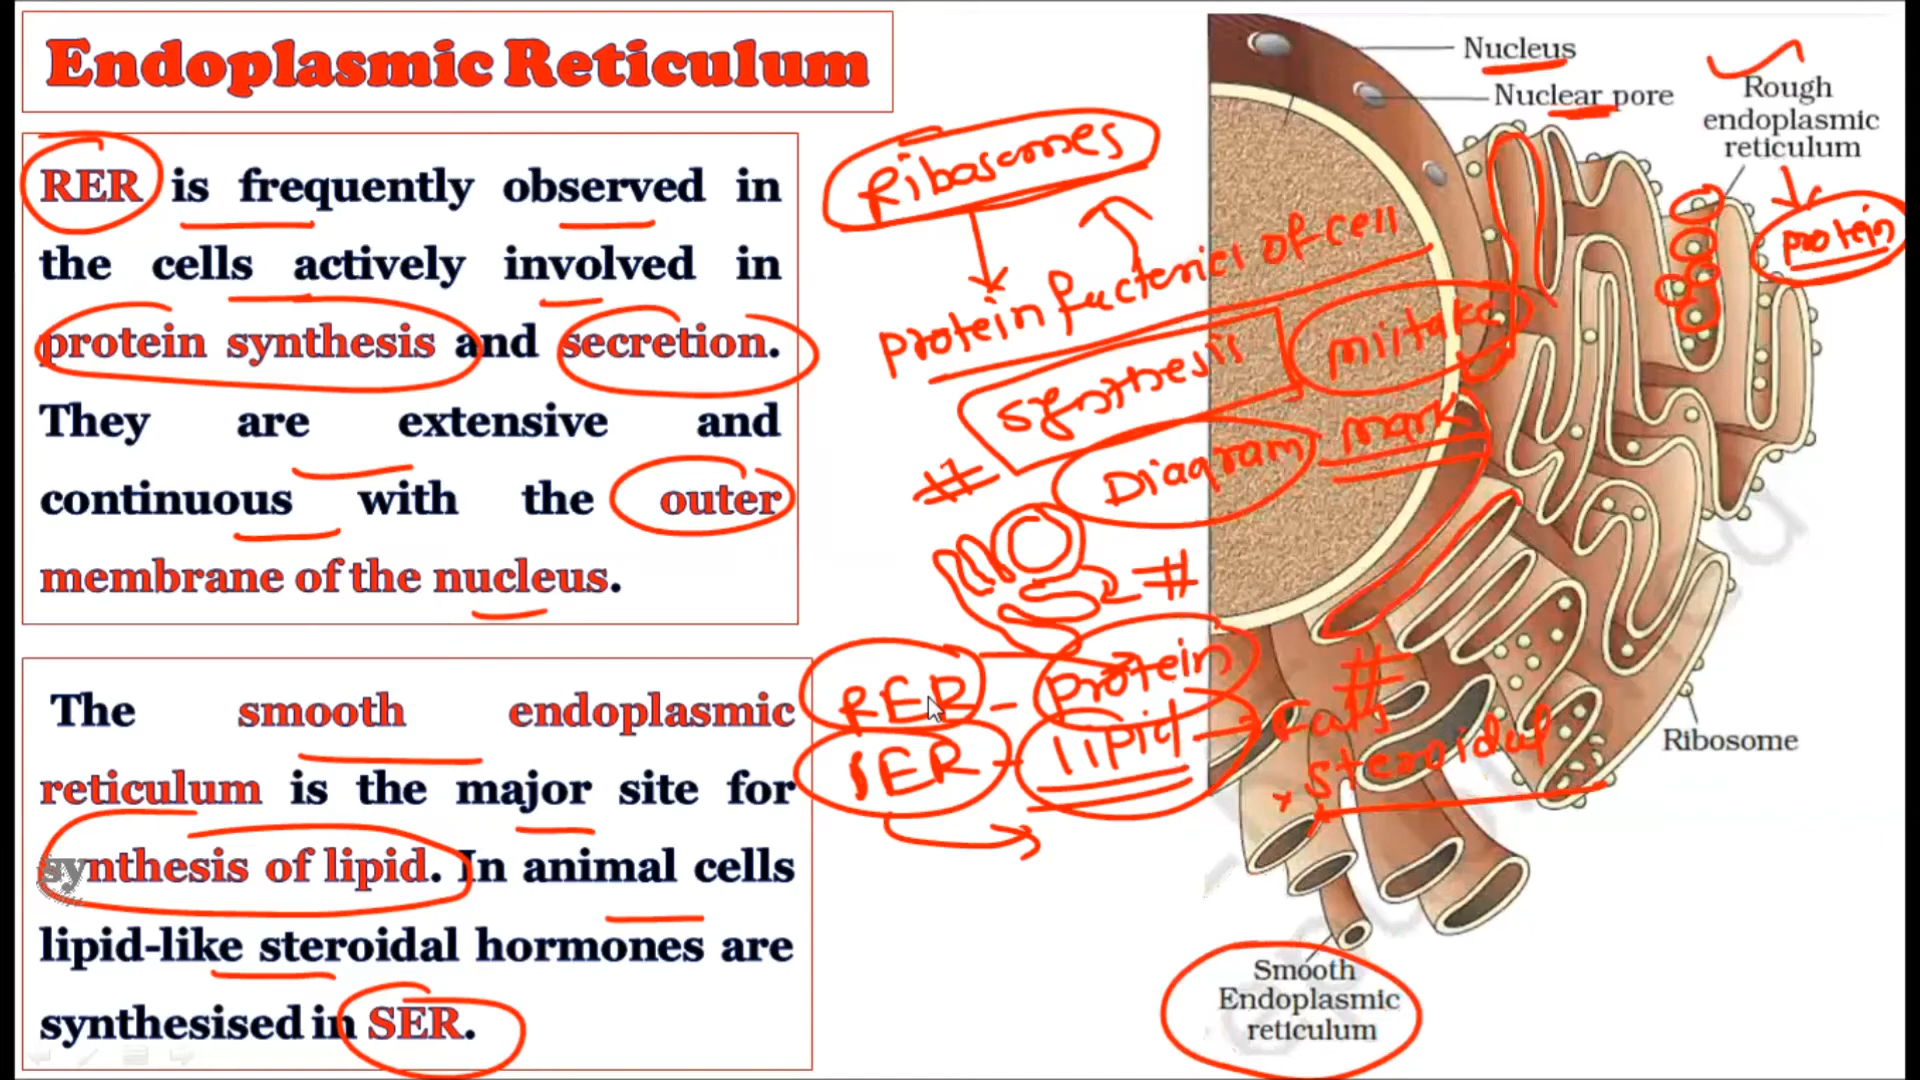 Endoplasmic Reticulum
RER is frequently observed in
the cells actively involved in
protein synthesis and secretion.
They are extensive and
continuous with the outer
membrane of the nucleus.
The smooth endoplasmic
reticulum is the major site for
synthesis of lipid. In animal cells
lipid-like steroidal hormones are
synthesised in SER.
Ribosomes
protein facteries of cell
synthesis
mistake
# Diagram mark
#
RER - Protein
SER - lipid - Fats
#
steroidal
Nucleus
Nuclear pore
Rough
endoplasmic
reticulum
protein
Ribosome
Smooth
Endoplasmic
reticulum